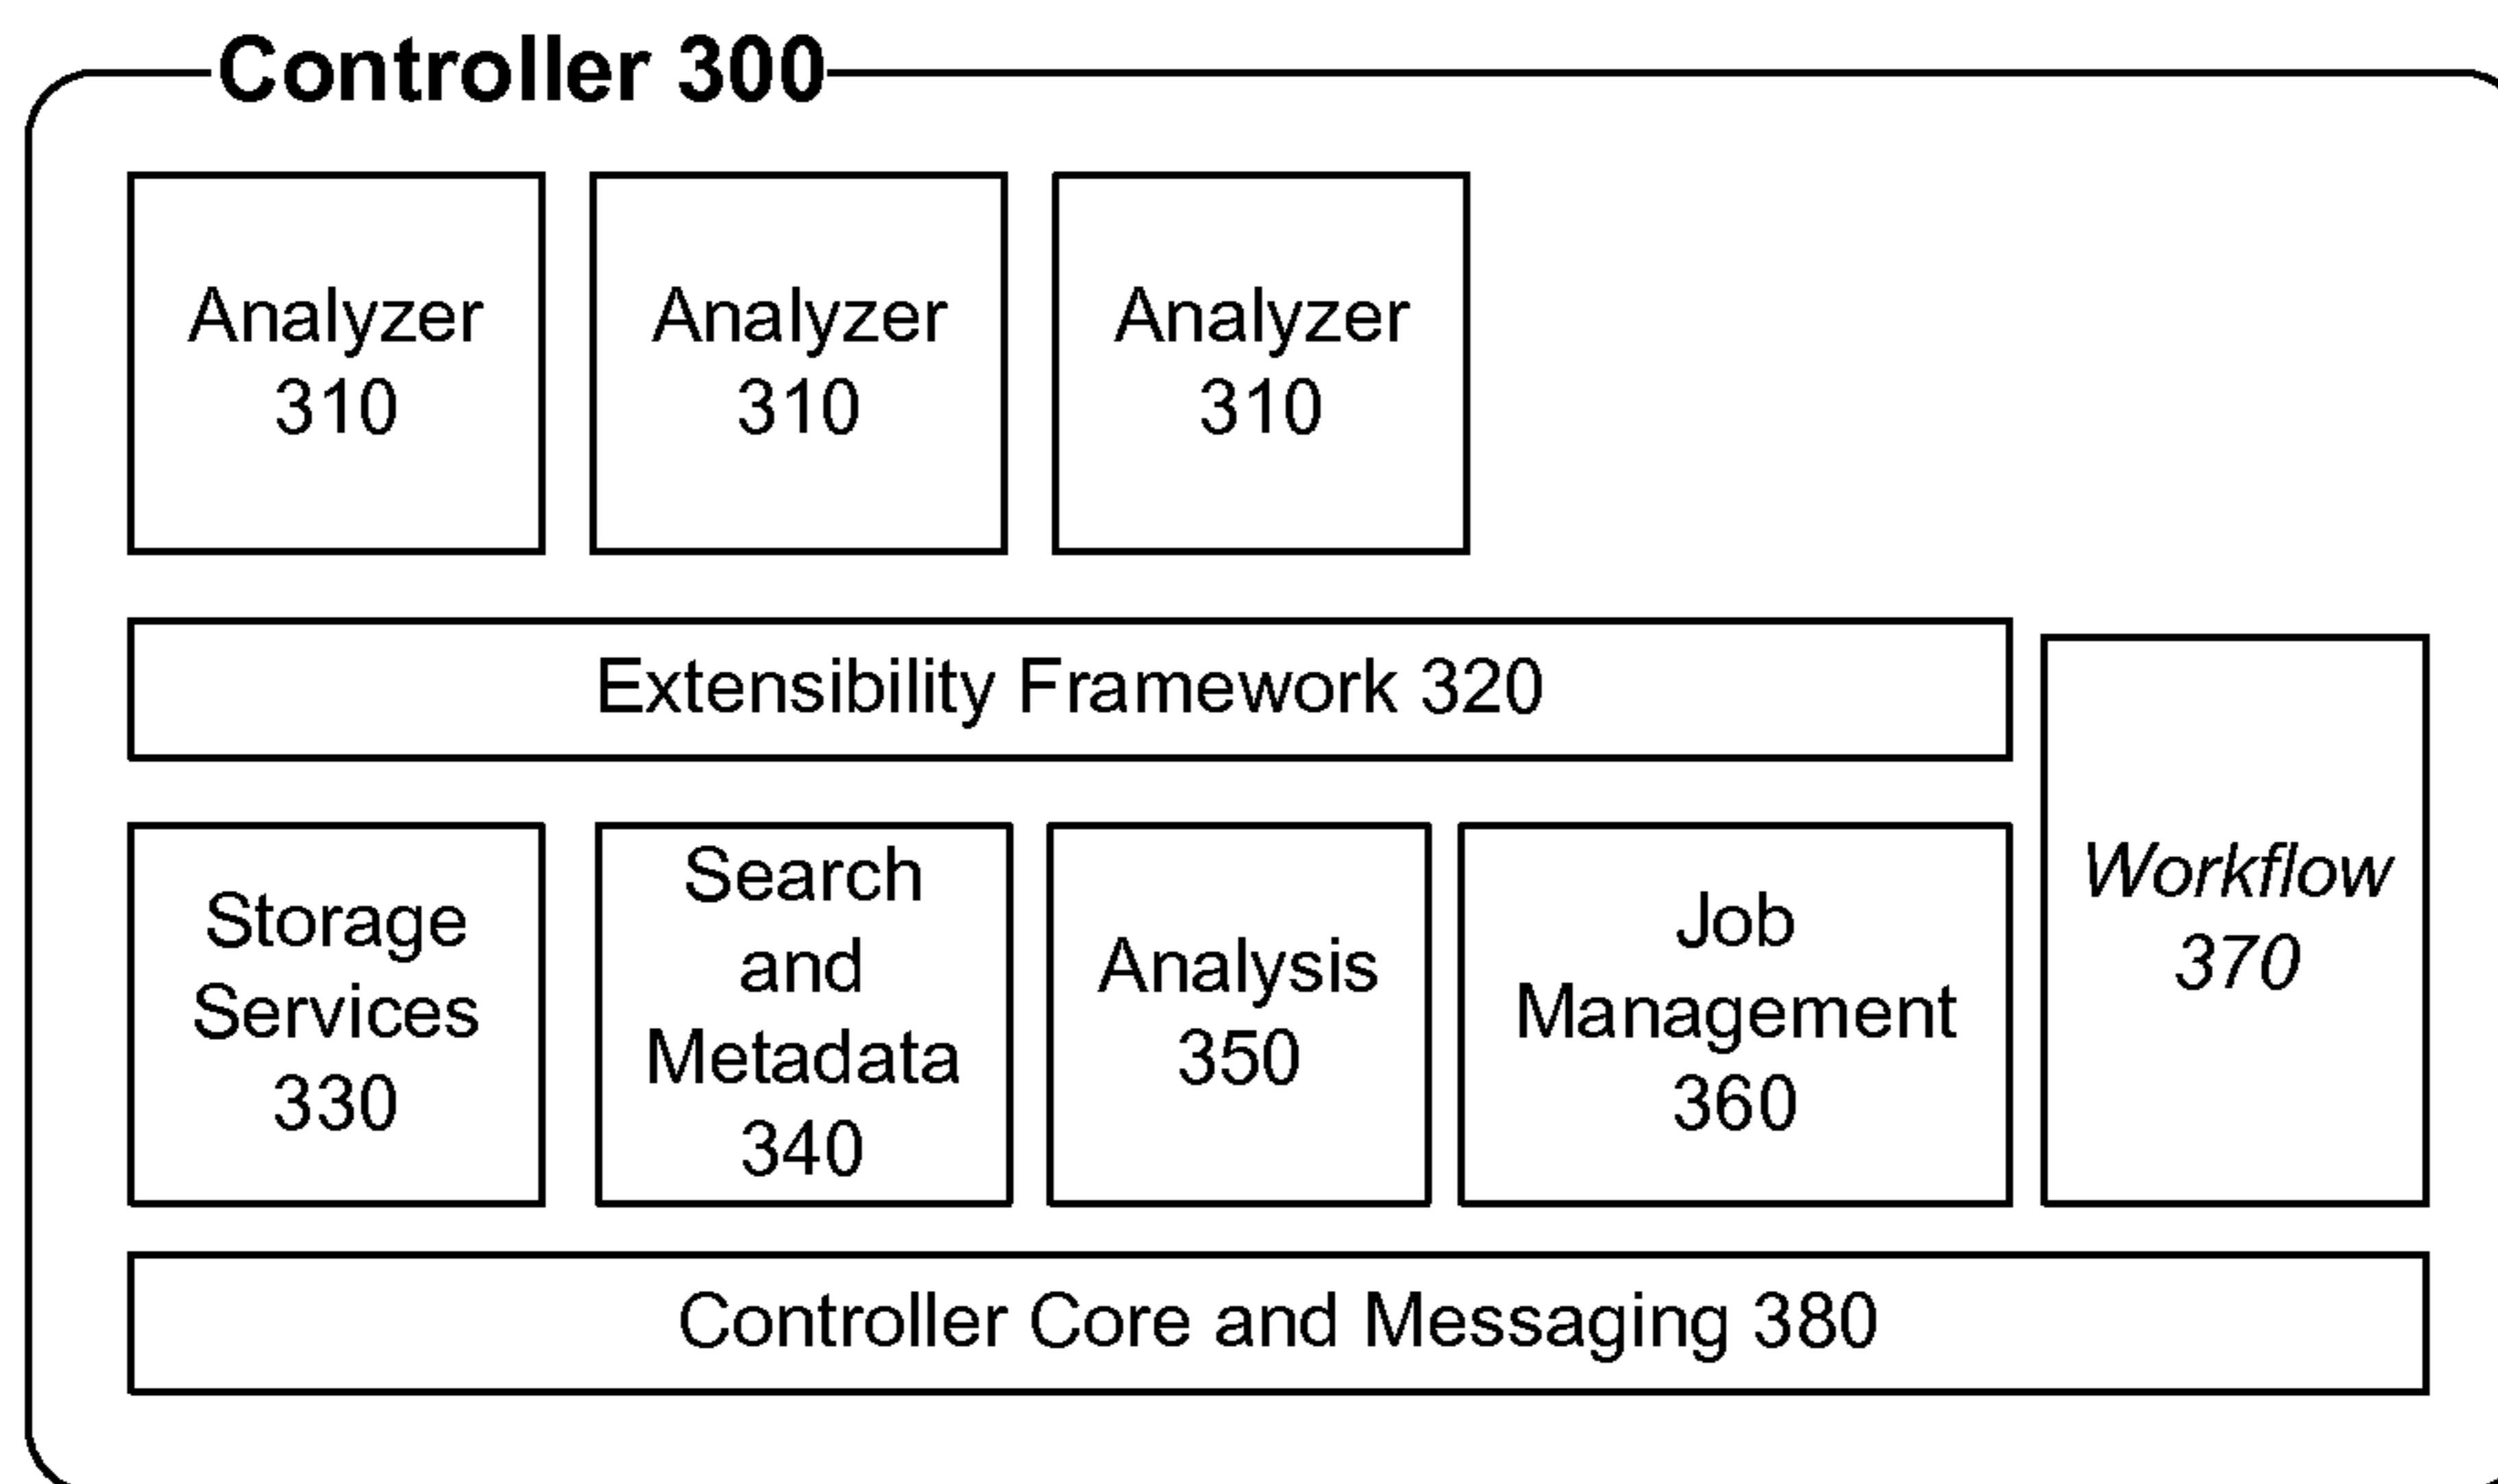 Controller 300
Analyzer
310
Analyzer
310
Analyzer
310
Extensibility Framework 320
Storage
Services
330
Search
and
Metadata
340
Analysis
350
Job
Management
360
Workflow
370
Controller Core and Messaging 380